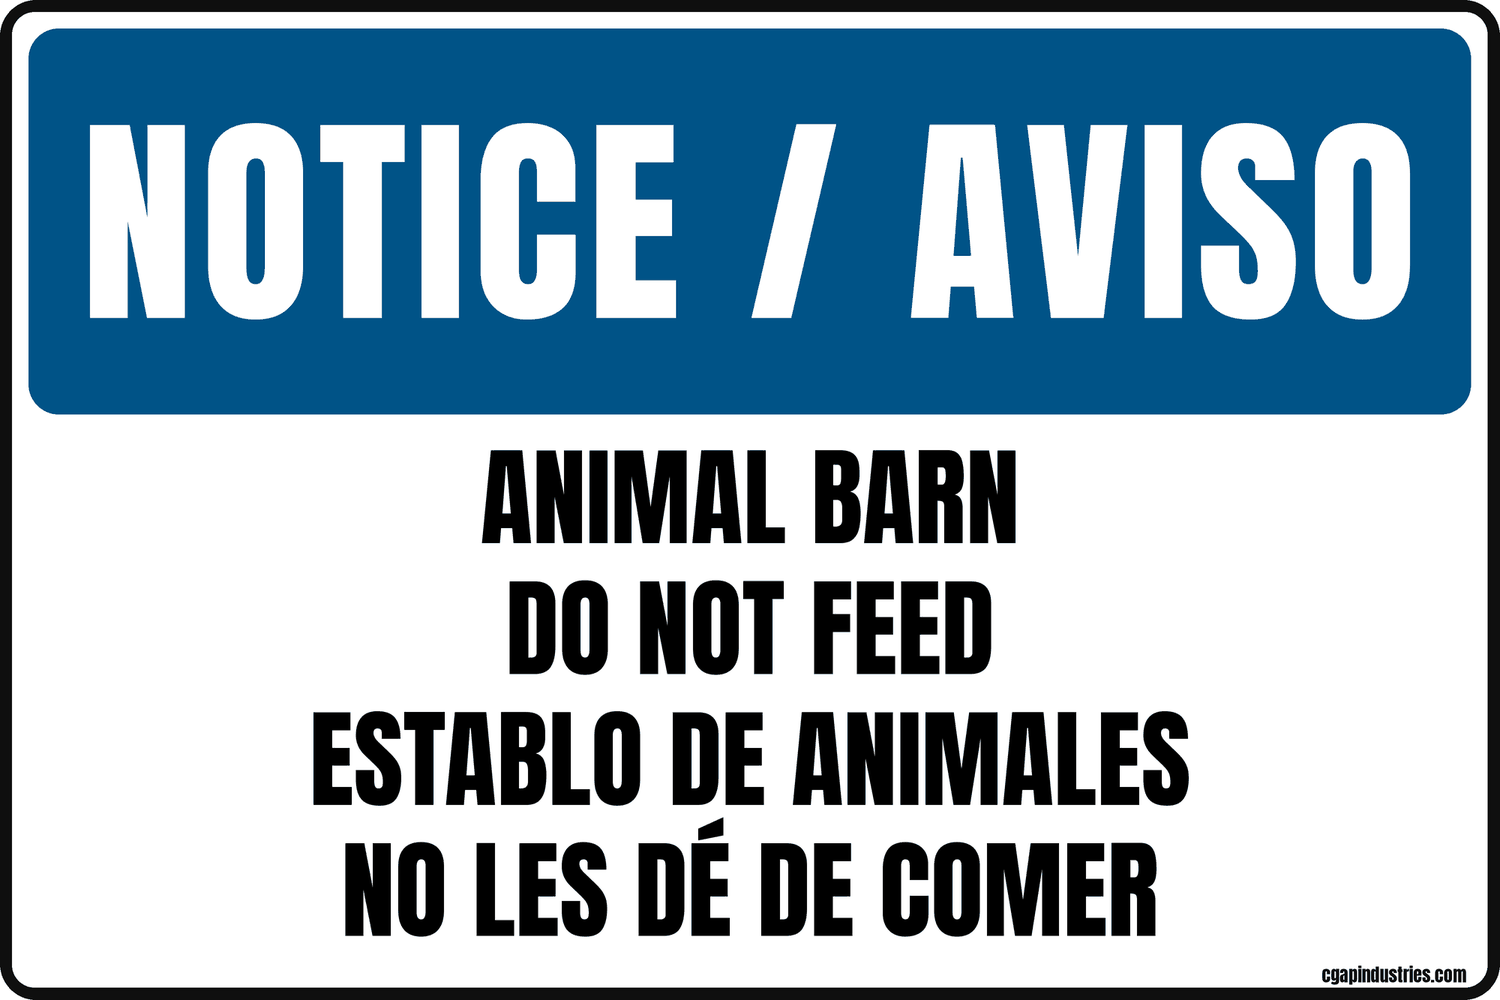 NOTICE / AVISO
ANIMAL BARN
DO NOT FEED
ESTABLO DE ANIMALES
NO LES DÉ DE COMER
cgapindustries.com